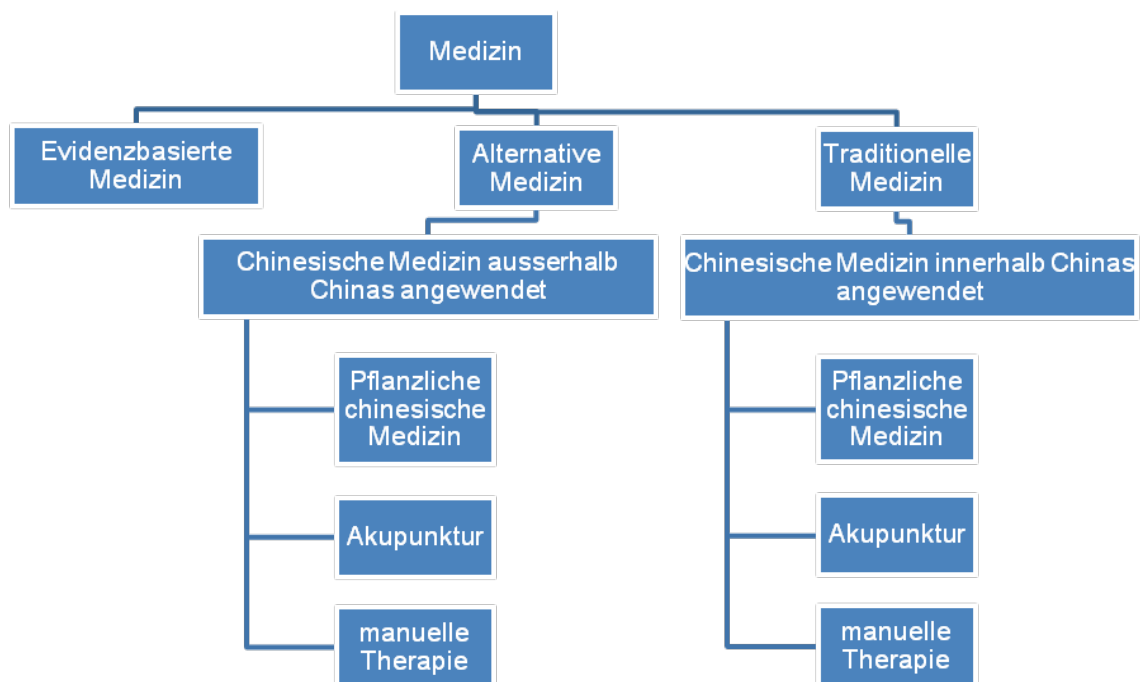 Medizin
Evidenzbasierte
Medizin
Alternative
Medizin
Traditionelle
Medizin
Chinesische Medizin ausserhalb
Chinas angewendet
Chinesische Medizin innerhalb Chinas
angewendet
Pflanzliche
chinesische
Medizin
Akupunktur
manuelle
Therapie
Pflanzliche
chinesische
Medizin
Akupunktur
manuelle
Therapie